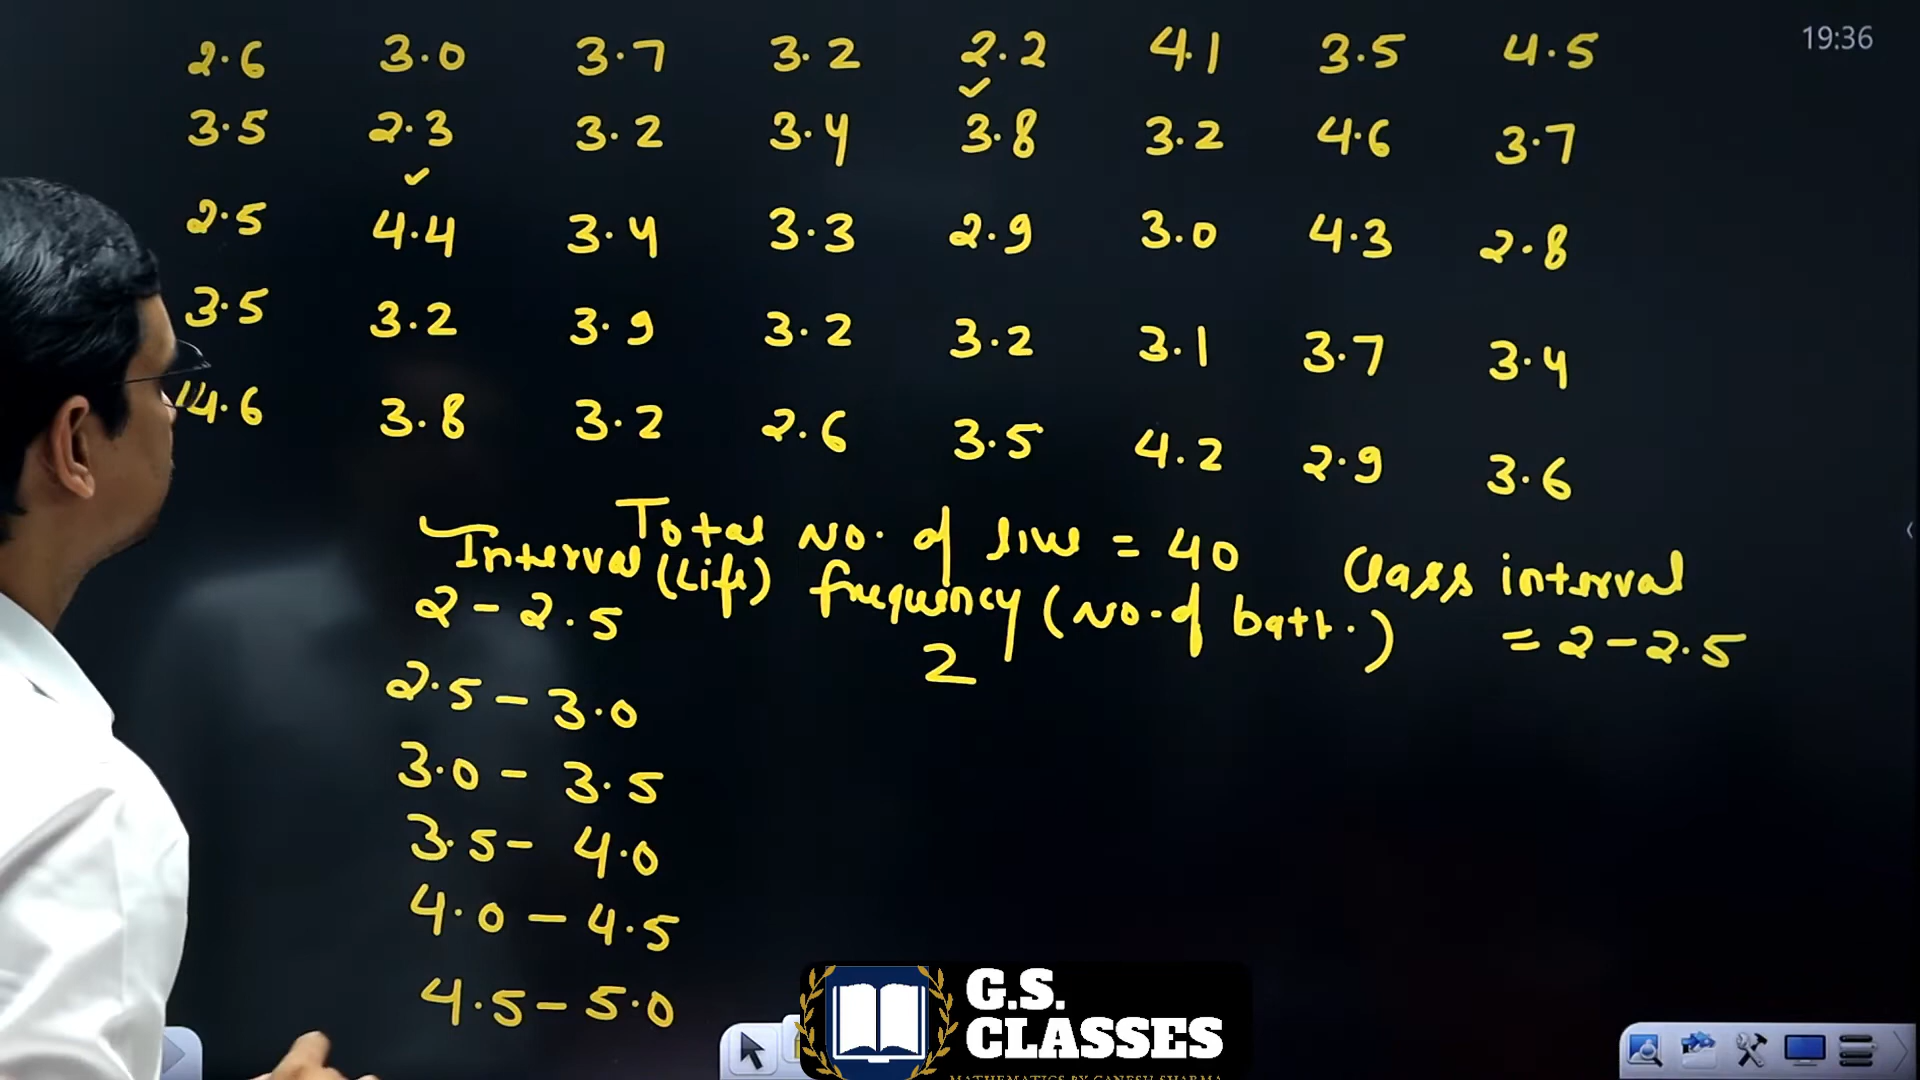 19:36
2.6 3.0 3.7 3.2 2.2 4.1 3.5 4.5
3.5 2.3 3.2 3.4 3.8 3.2 4.6 3.7
2.5 4.4 3.4 3.3 2.9 3.0 4.3 2.8
3.5 3.2 3.9 3.2 3.2 3.1 3.7 3.4
4.6 3.8 3.2 2.6 3.5 4.2 2.9 3.6
Total No. of = 40
Interval (Life) frequency (No. of batt.)
2 - 2.5 2
2.5 - 3.0
3.0 - 3.5
3.5 - 4.0
4.0 - 4.5
4.5 - 5.0
Class interval
= 2 - 2.5
G.S.
CLASSES
MATHEMATICS BY GANESH SHARMA